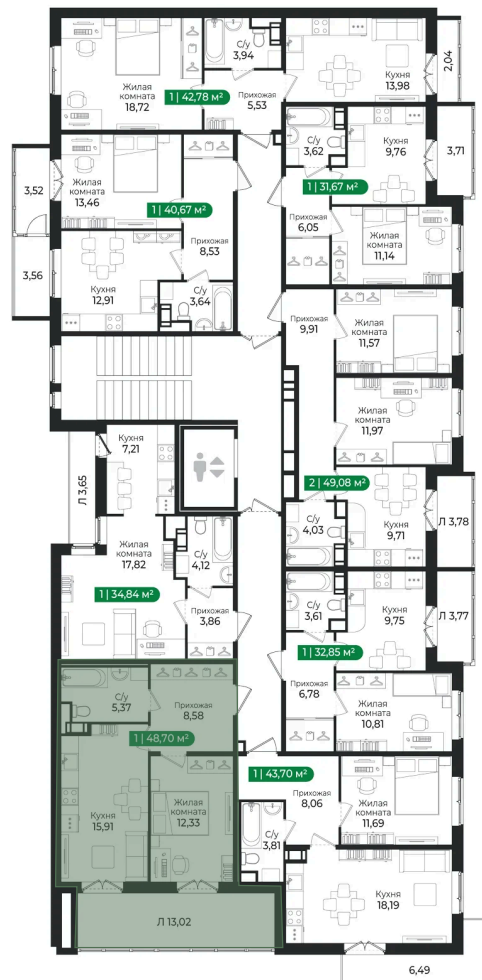 С/у
3,94
2,04
Жилая
комната
18,72
1 | 42,78 м²
Прихожая
5,53
Кухня
13,98
С/у
3,62
Кухня
9,76
3,71
3,52
Жилая
комната
13,46
1 | 40,67 м²
1 | 31,67 м²
6,05
Прихожая
Жилая
комната
11,14
Прихожая
8,53
3,56
Кухня
12,91
С/у
3,64
Прихожая
9,91
Жилая
комната
11,57
Жилая
комната
11,97
Кухня
7,21
Л 3,65
2 | 49,08 м²
С/у
4,03
Кухня
9,71
Л 3,78
Жилая
комната
17,82
С/у
4,12
1 | 34,84 м²
Прихожая
3,86
С/у
3,61
Кухня
9,75
Л 3,77
1 | 32,85 м²
Прихожая
6,78
Жилая
комната
10,81
С/у
5,37
Прихожая
8,58
1 | 48,70 м²
1 | 43,70 м²
Прихожая
8,06
Жилая
комната
11,69
Кухня
15,91
Жилая
комната
12,33
С/у
3,81
Кухня
18,19
Л 13,02
6,49